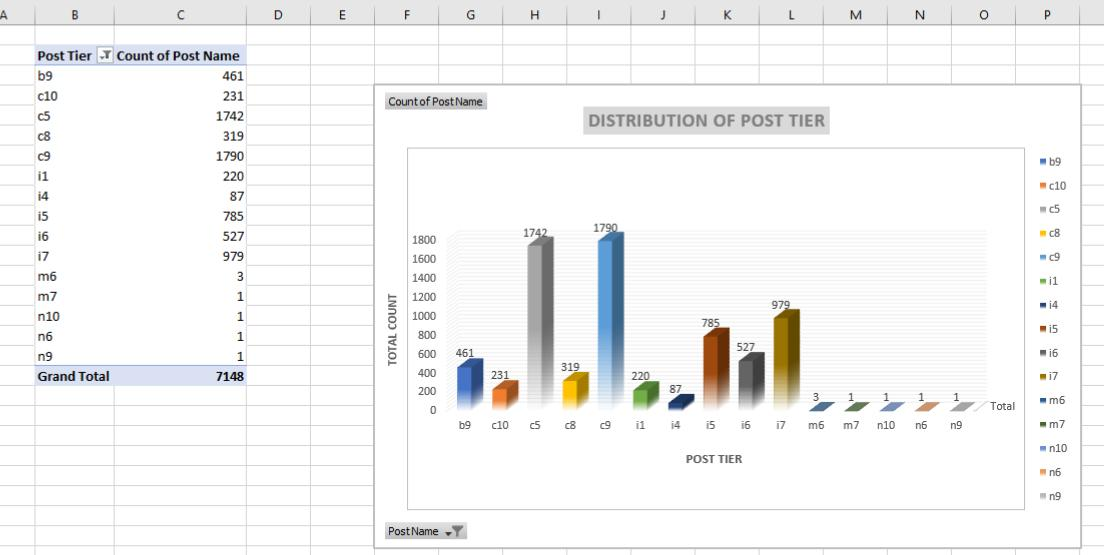 A B C D E F G H I J K L M N O P
Post Tier Count of Post Name
b9 461
c10 231
c5 1742
c8 319
c9 1790
i1 220
i4 87
i5 785
i6 527
i7 979
m6 3
m7 1
n10 1
n6 1
n9 1
Grand Total 7148
Count of Post Name
DISTRIBUTION OF POST TIER
TOTAL COUNT
1800
1600
1400
1200
1000
800
600
400
200
0
461 231 1742 319 1790 220 87 785 527 979 3 1 1 1 1
b9 c10 c5 c8 c9 i1 i4 i5 i6 i7 m6 m7 n10 n6 n9
Total
POST TIER
b9
c10
c5
c8
c9
i1
i4
i5
i6
i7
m6
m7
n10
n6
n9
Post Name